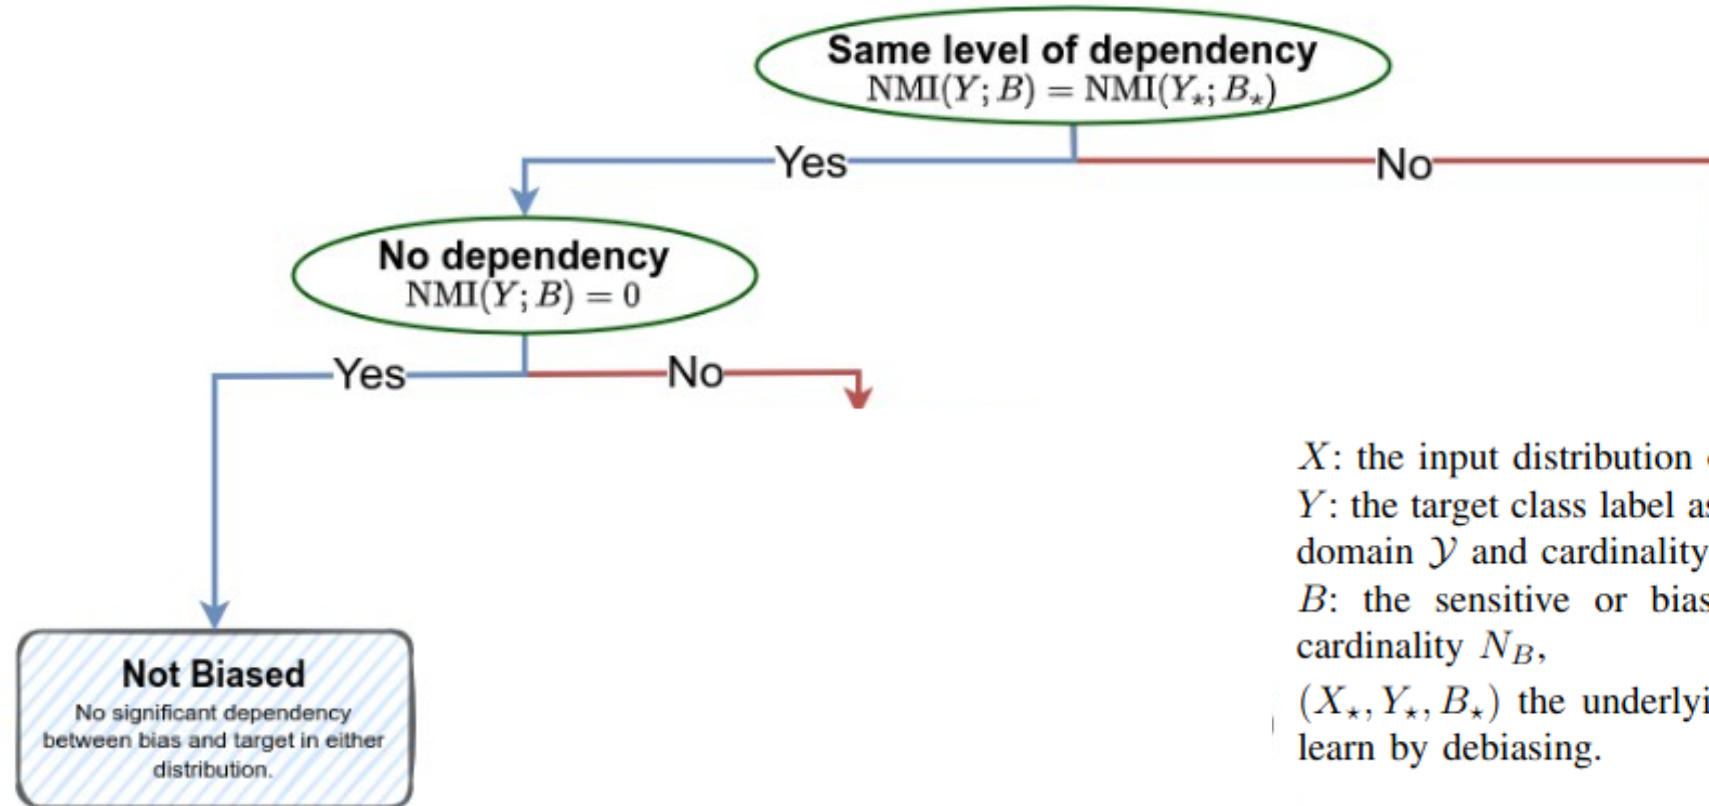 Same level of dependency
NMI(Y; B) = NMI(Y⋆; B⋆)
Yes
No
No dependency
NMI(Y; B) = 0
Yes
No
Not Biased
No significant dependency
between bias and target in either
distribution.
X: the input distribution
Y: the target class label as
domain 𝒴 and cardinality
B: the sensitive or bias
cardinality N_B,
(X⋆, Y⋆, B⋆) the underlyi
learn by debiasing.